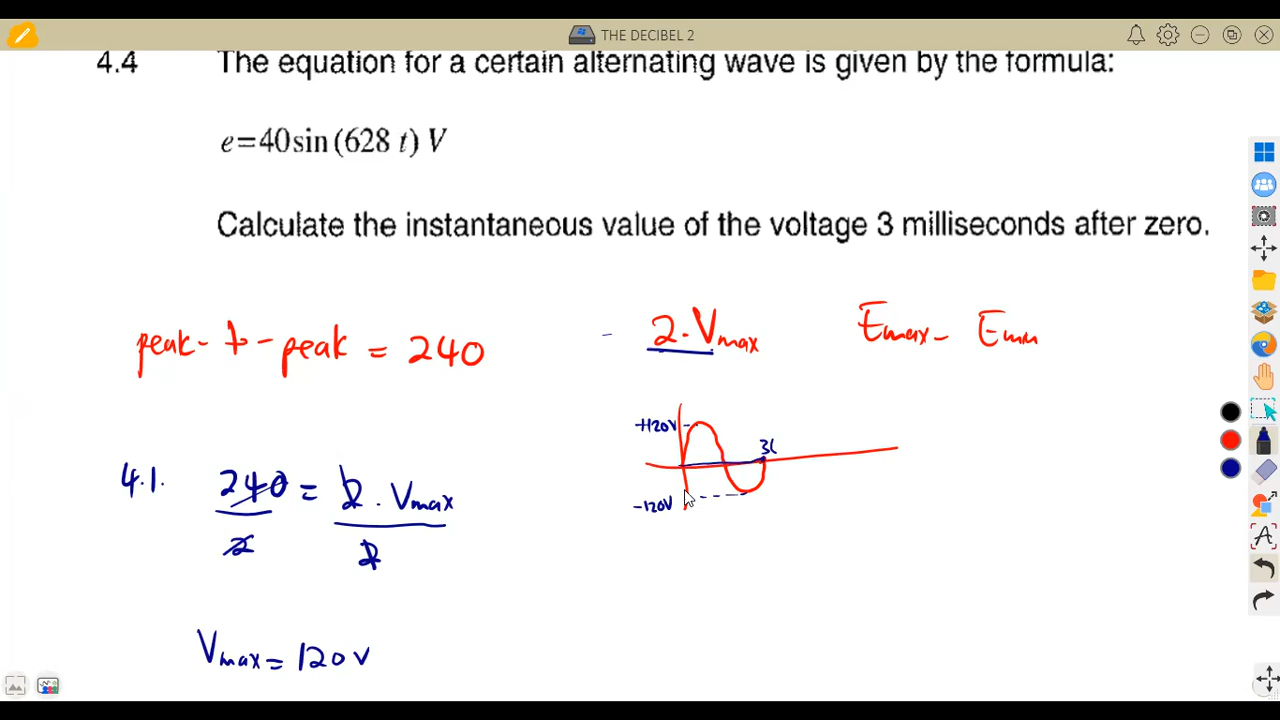 THE DECIBEL 2
4.4 The equation for a certain alternating wave is given by the formula:
e=40sin(628 t) V
Calculate the instantaneous value of the voltage 3 milliseconds after zero.
peak-to-peak = 240
2·Vmax
Emax - Emin
+120V
-120V
4.1. 240/2 = 2·Vmax/2
Vmax = 120V